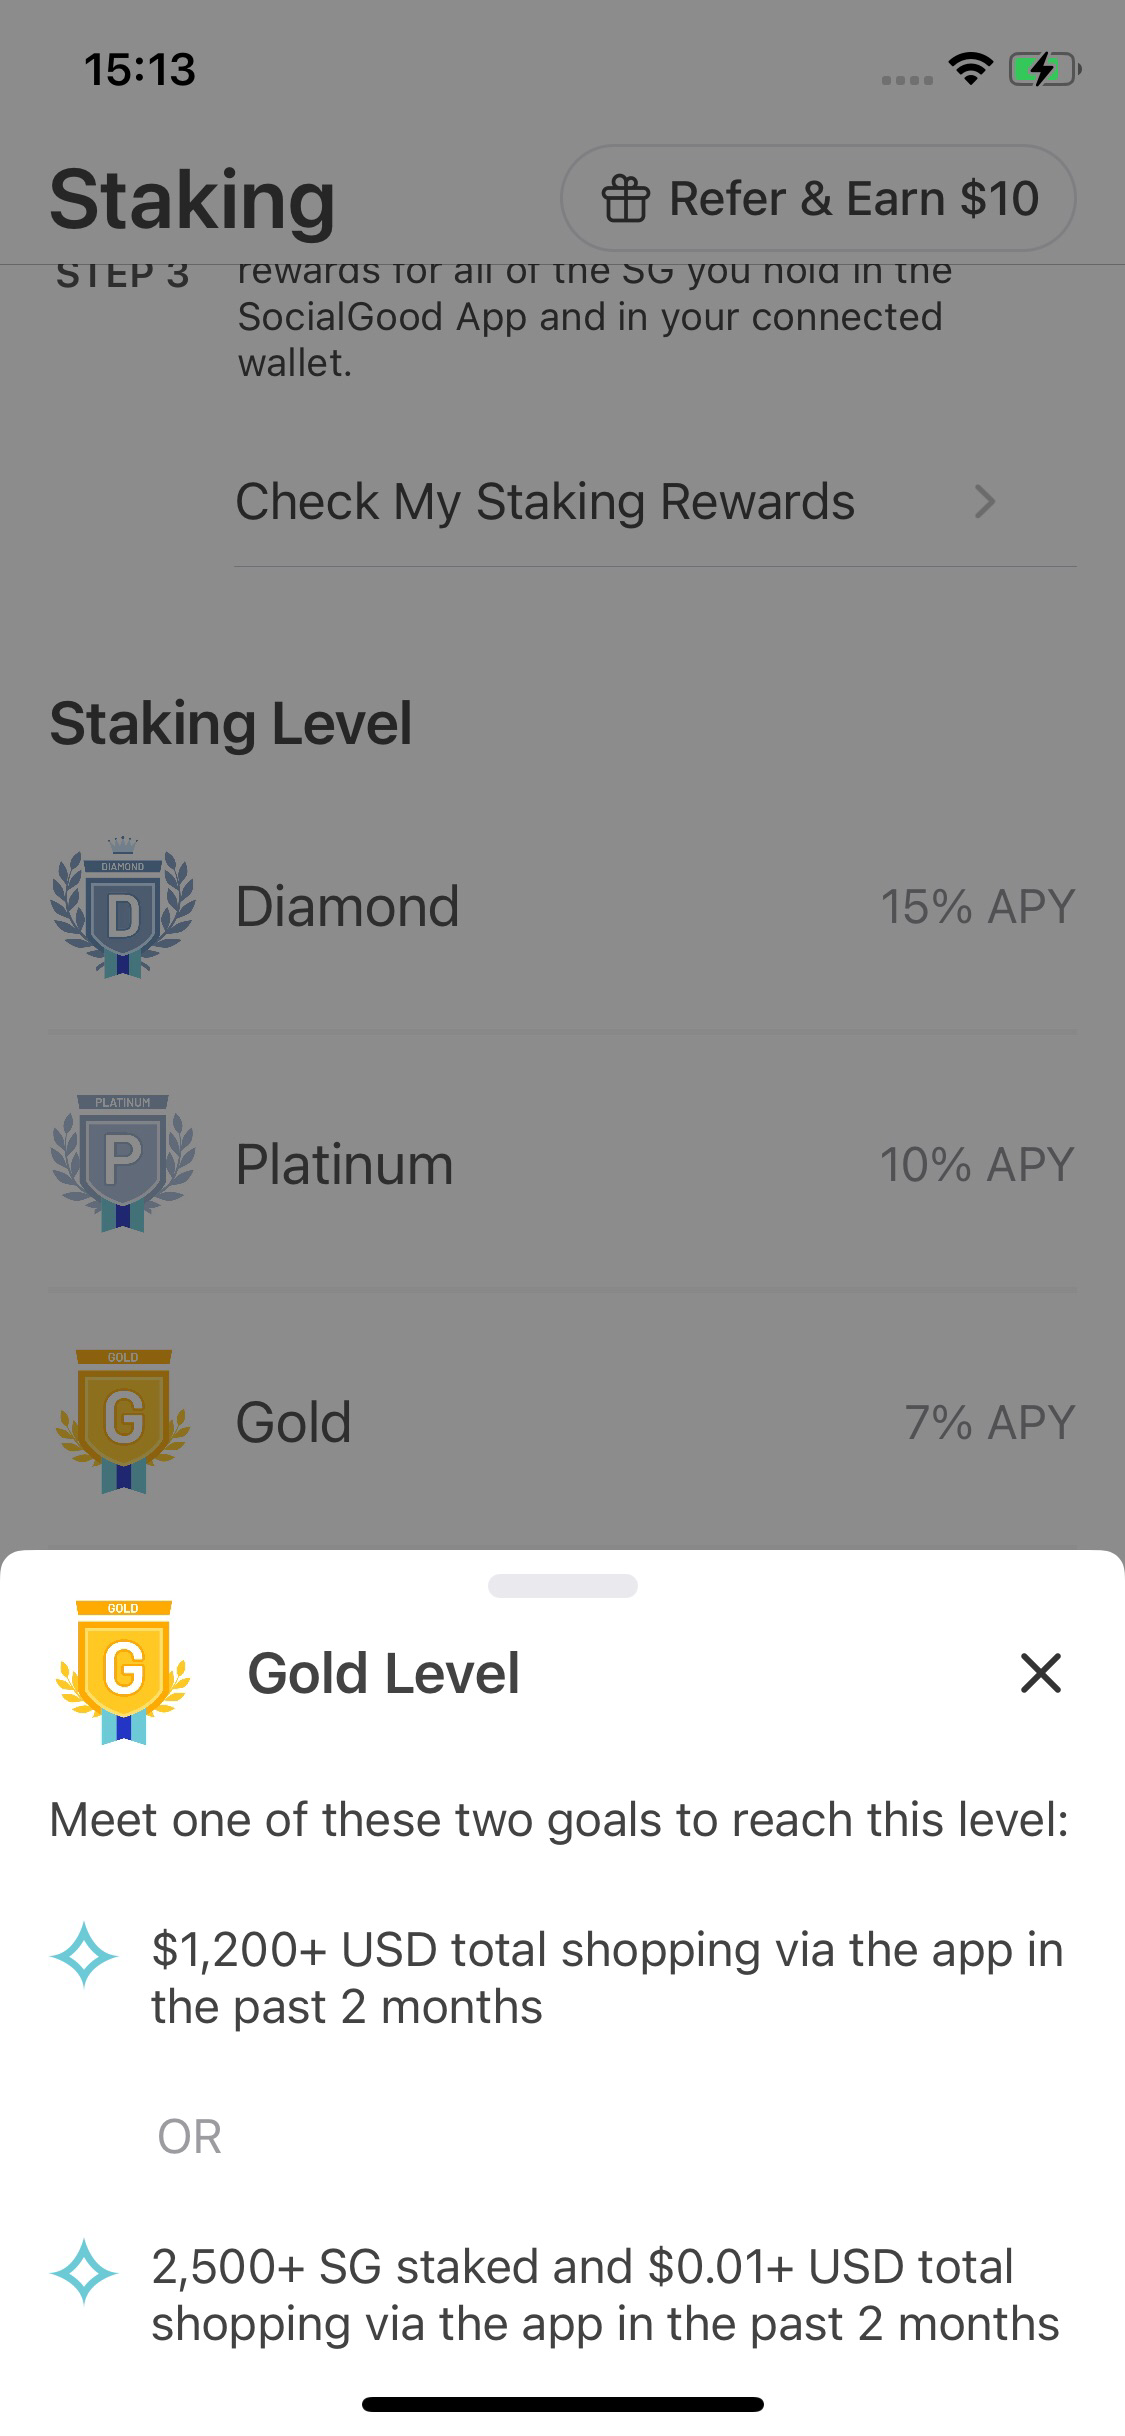 15:13
Staking
Refer & Earn $10
STEP 3
rewards for all of the SG you hold in the
SocialGood App and in your connected
wallet.
Check My Staking Rewards
Staking Level
DIAMOND
D
Diamond
15% APY
PLATINUM
P
Platinum
10% APY
GOLD
G
Gold
7% APY
GOLD
G
Gold Level
Meet one of these two goals to reach this level:
$1,200+ USD total shopping via the app in
the past 2 months
OR
2,500+ SG staked and $0.01+ USD total
shopping via the app in the past 2 months